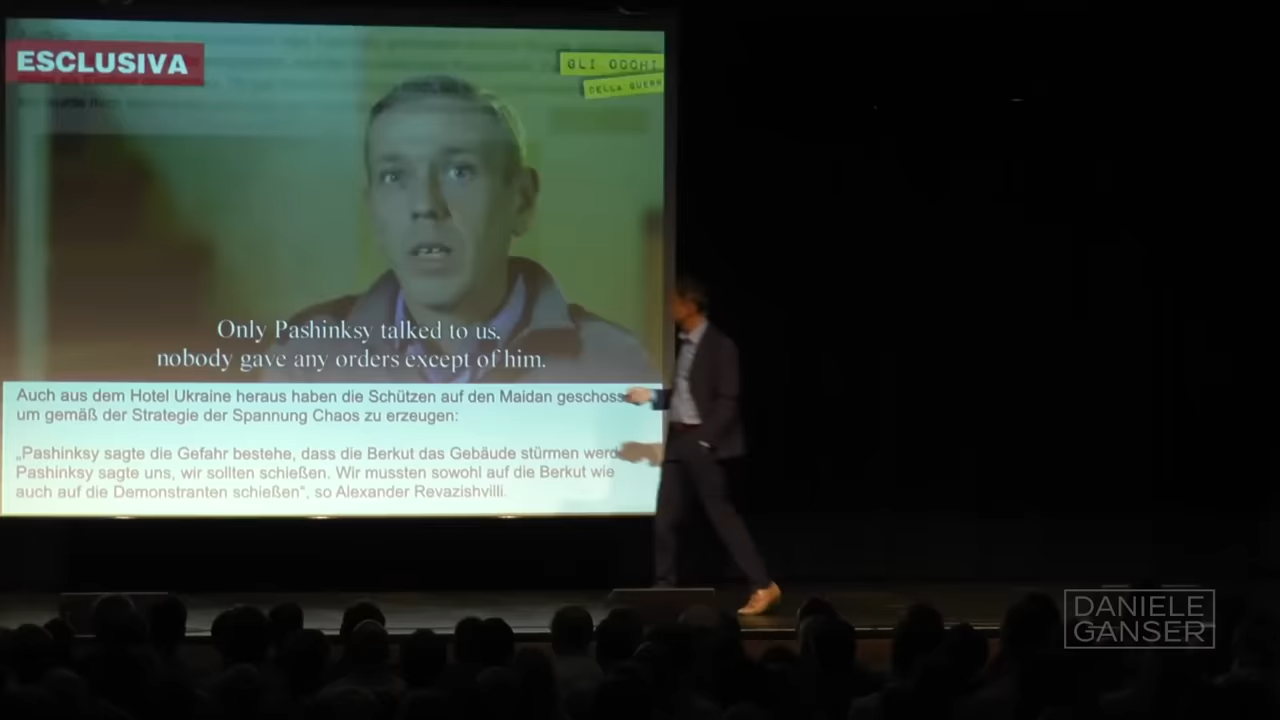 ESCLUSIVA
GLI OCCHI
DELLA GUERR
Only Pashinksy talked to us,
nobody gave any orders except of him.
Auch aus dem Hotel Ukraine heraus haben die Schützen auf den Maidan geschoss
um gemäß der Strategie der Spannung Chaos zu erzeugen:
„Pashinksy sagte die Gefahr bestehe, dass die Berkut das Gebäude stürmen werd
Pashinksy sagte uns, wir sollten schießen. Wir mussten sowohl auf die Berkut wie
auch auf die Demonstranten schießen“, so Alexander Revazishvilli.
DANIELE
GANSER